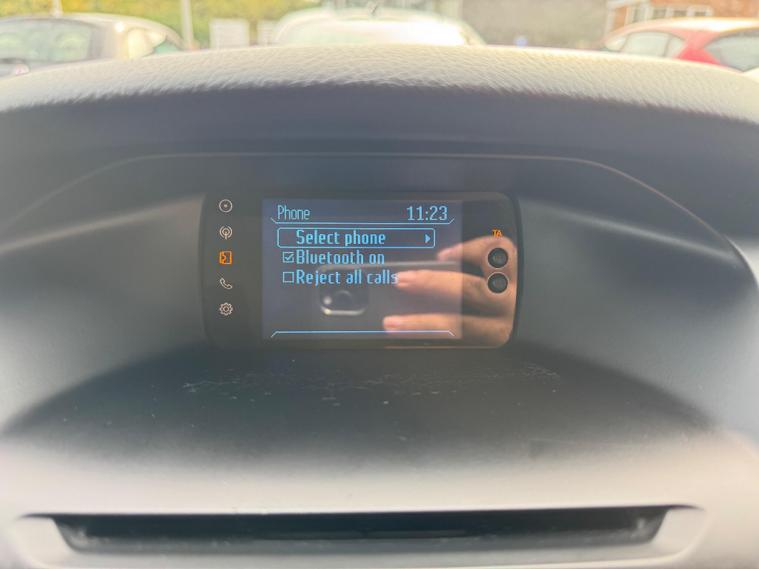 Phone 11:23
Select phone
TA
Bluetooth on
Reject all calls